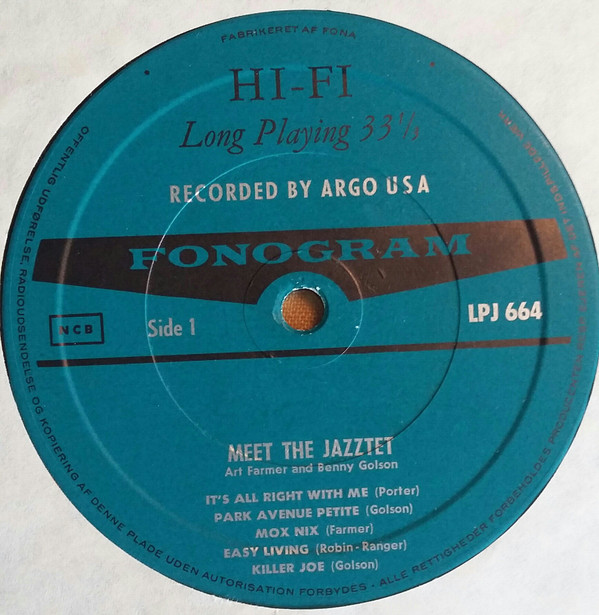 FABRIKERET AF FONA
HI-FI
Long Playing 33 1/3
RECORDED BY ARGO USA
FONOGRAM
NCB
Side 1
LPJ 664
MEET THE JAZZTET
Art Farmer and Benny Golson
IT'S ALL RIGHT WITH ME (Porter)
PARK AVENUE PETITE (Golson)
MOX NIX (Farmer)
EASY LIVING (Robin-Ranger)
KILLER JOE (Golson)
OFFENTLIG UDFØRELSE, RADIOUDSENDELSE OG KOPIERING AF DENNE PLADE UDEN AUTORISATION FORBYDES - ALLE RETTIGHEDER FORBEHOLDES PRODUCENTEN